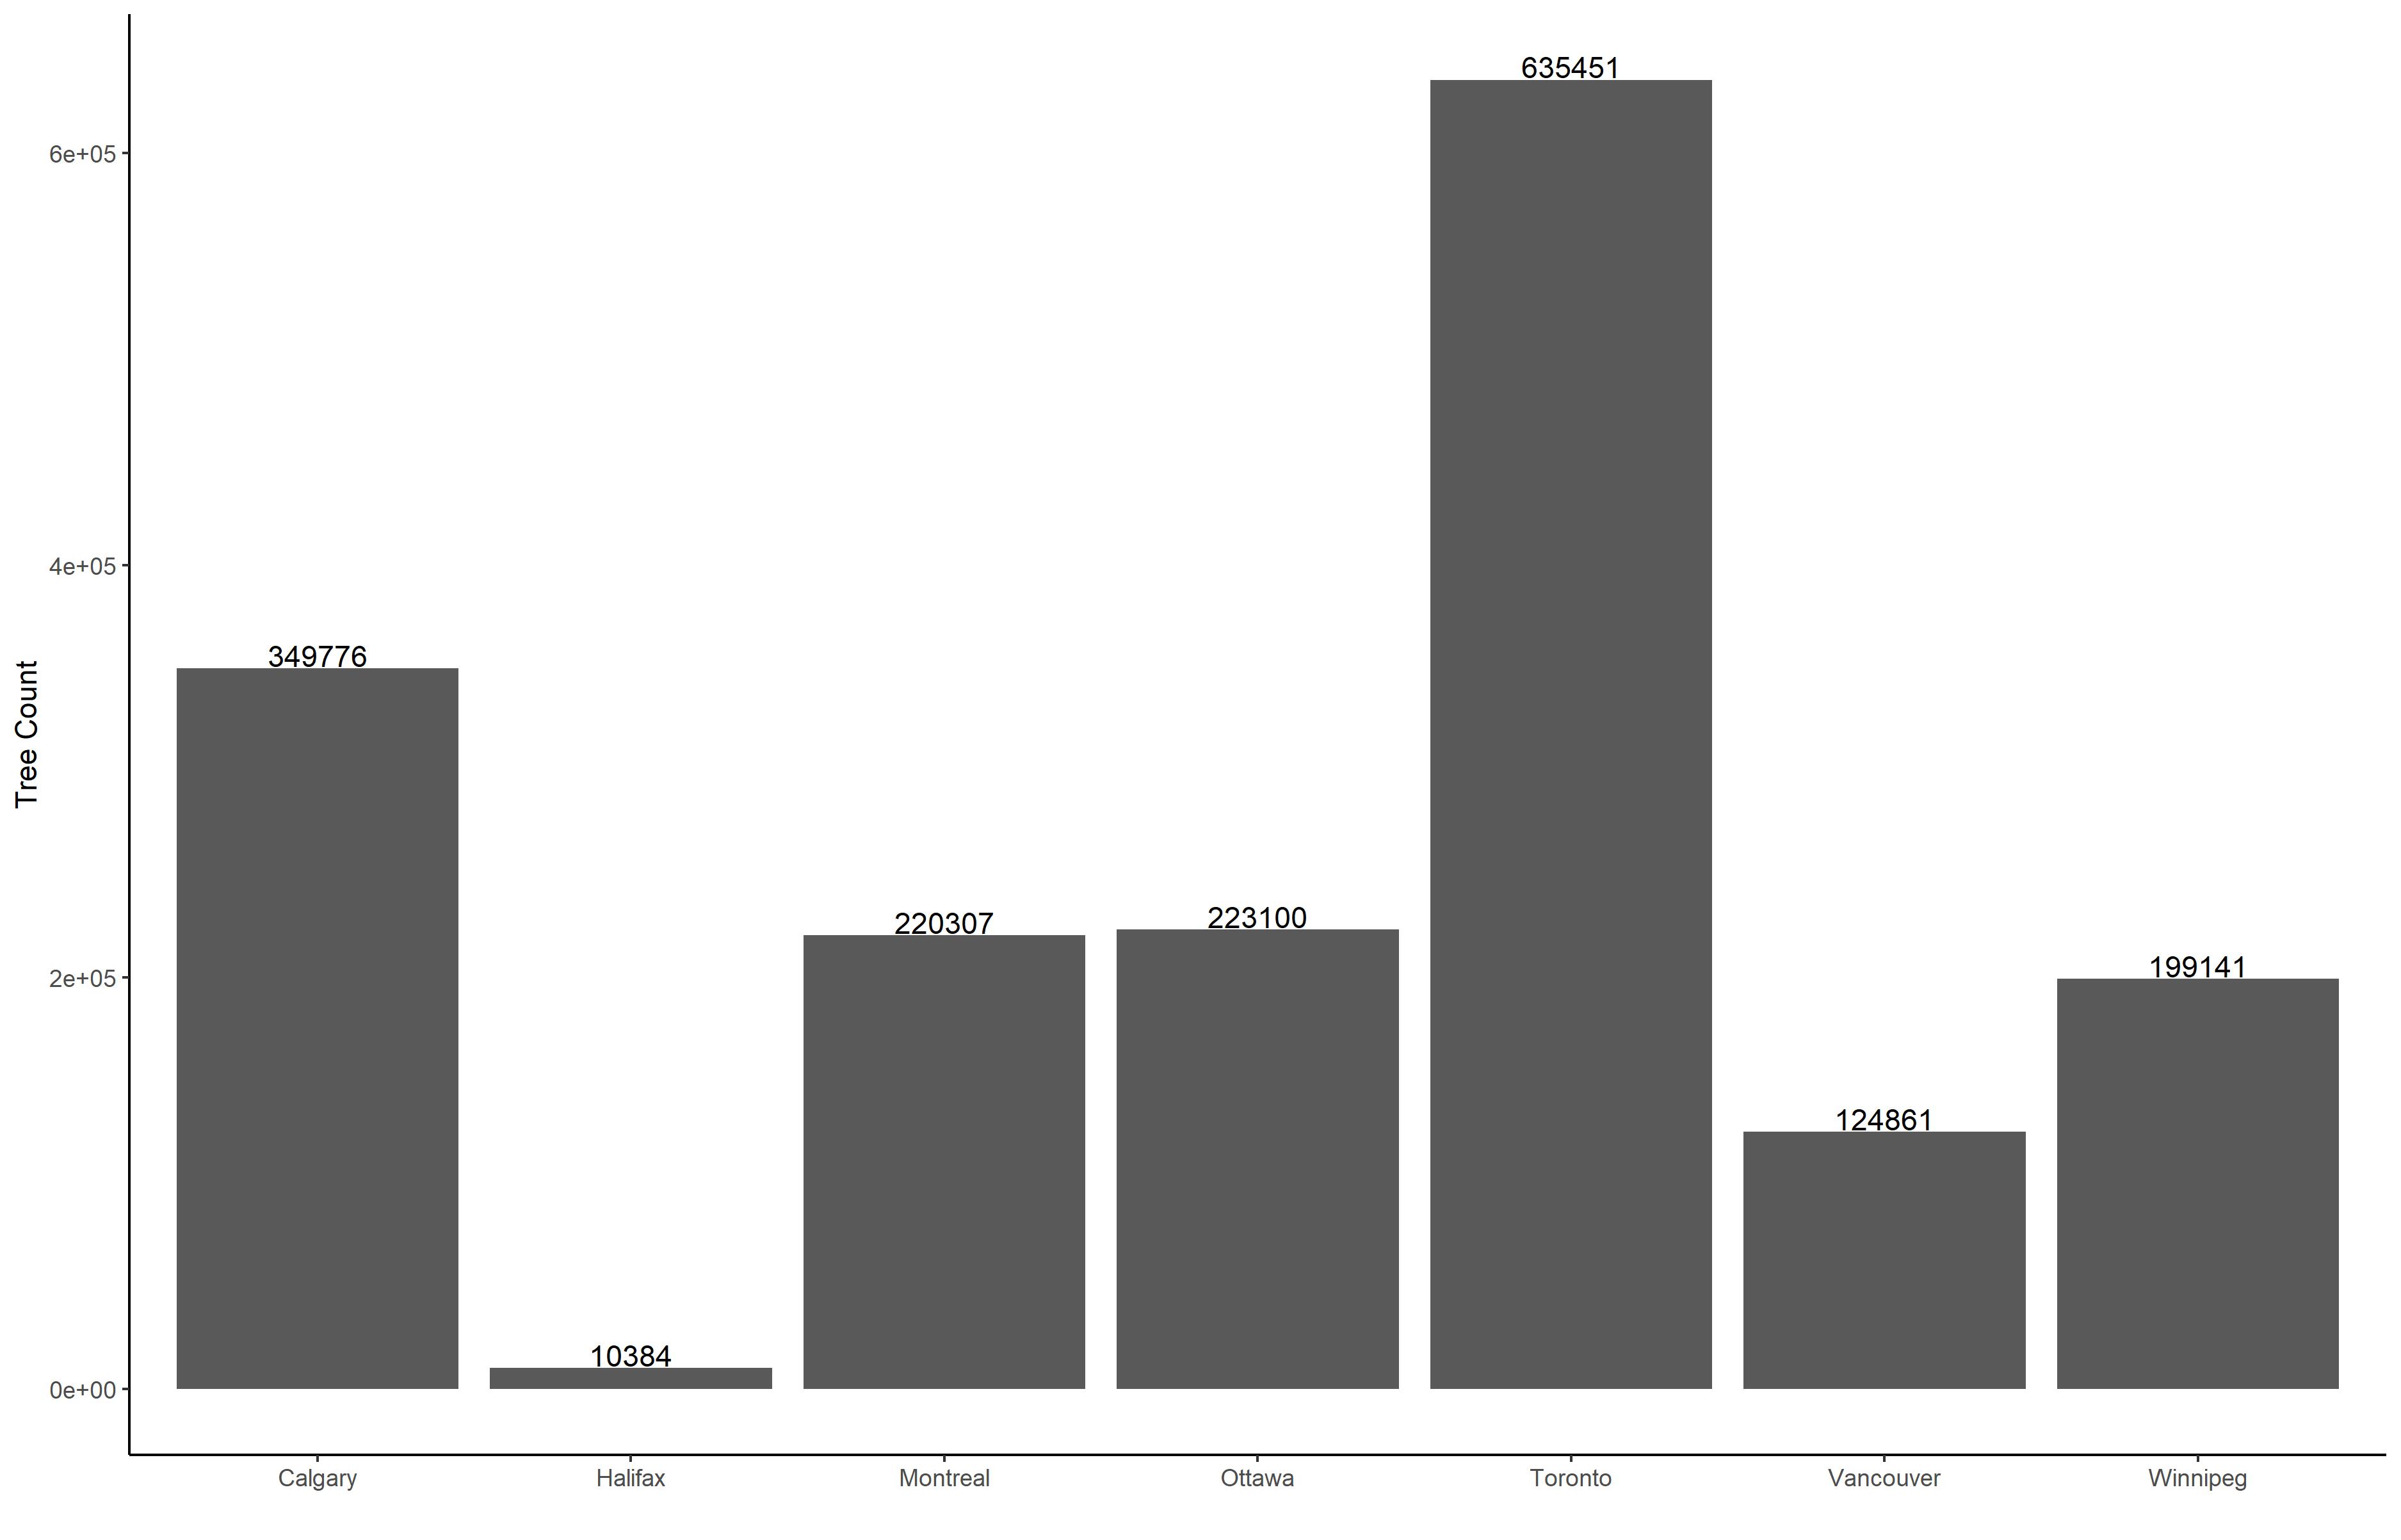 635451
6e+05
4e+05
349776
Tree Count
220307
223100
2e+05
199141
124861
10384
0e+00
Calgary Halifax Montreal Ottawa Toronto Vancouver Winnipeg